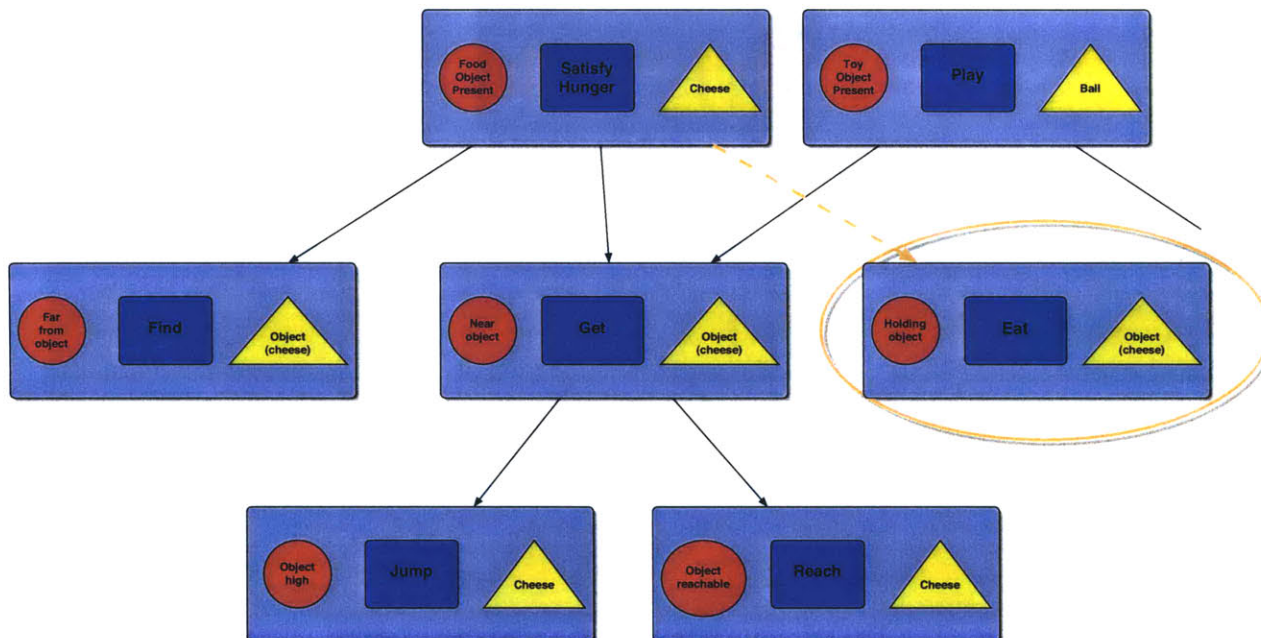 Food
Object
Present
Satisfy
Hunger
Cheese
Toy
Object
Present
Play
Ball
Far
from
object
Find
Object
(cheese)
Near
object
Get
Object
(cheese)
Holding
object
Eat
Object
(cheese)
Object
high
Jump
Cheese
Object
reachable
Reach
Cheese